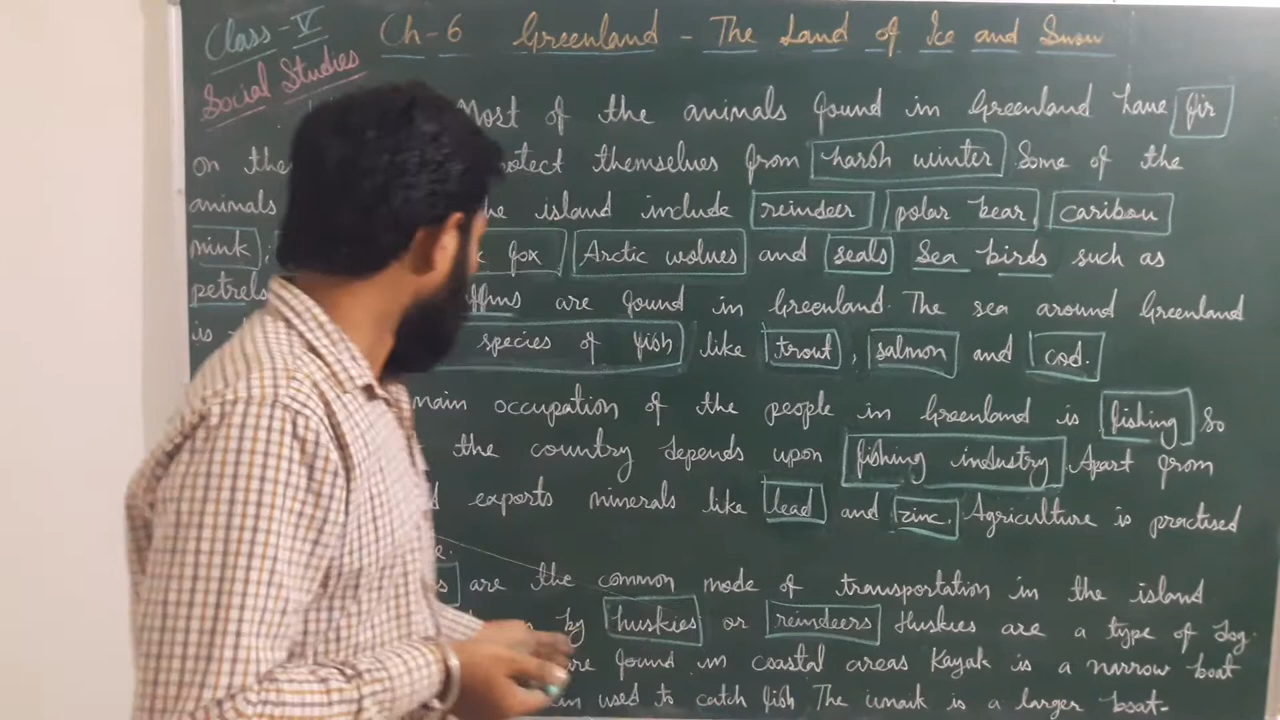 Class-V Ch-6 Greenland - The Land of Ice and Snow
Social Studies
Most of the animals found in Greenland have fir
on the protect themselves from harsh winter Some of the
animals the island include reindeer polar bear, caribou
mink, fox Arctic wolves and seals Sea birds such as
petrels are found in Greenland. The sea around Greenland
is species of fish like trout, salmon and cod.
main occupation of the people in Greenland is fishing So
the country depends upon fishing industry. Apart from
exports minerals like lead and zinc. Agriculture is practised
are the common mode of transportation in the island
by huskies or reindeers Huskies are a type of dog.
are found in coastal areas Kayak is a narrow boat
used to catch fish The umiak is a larger boat-